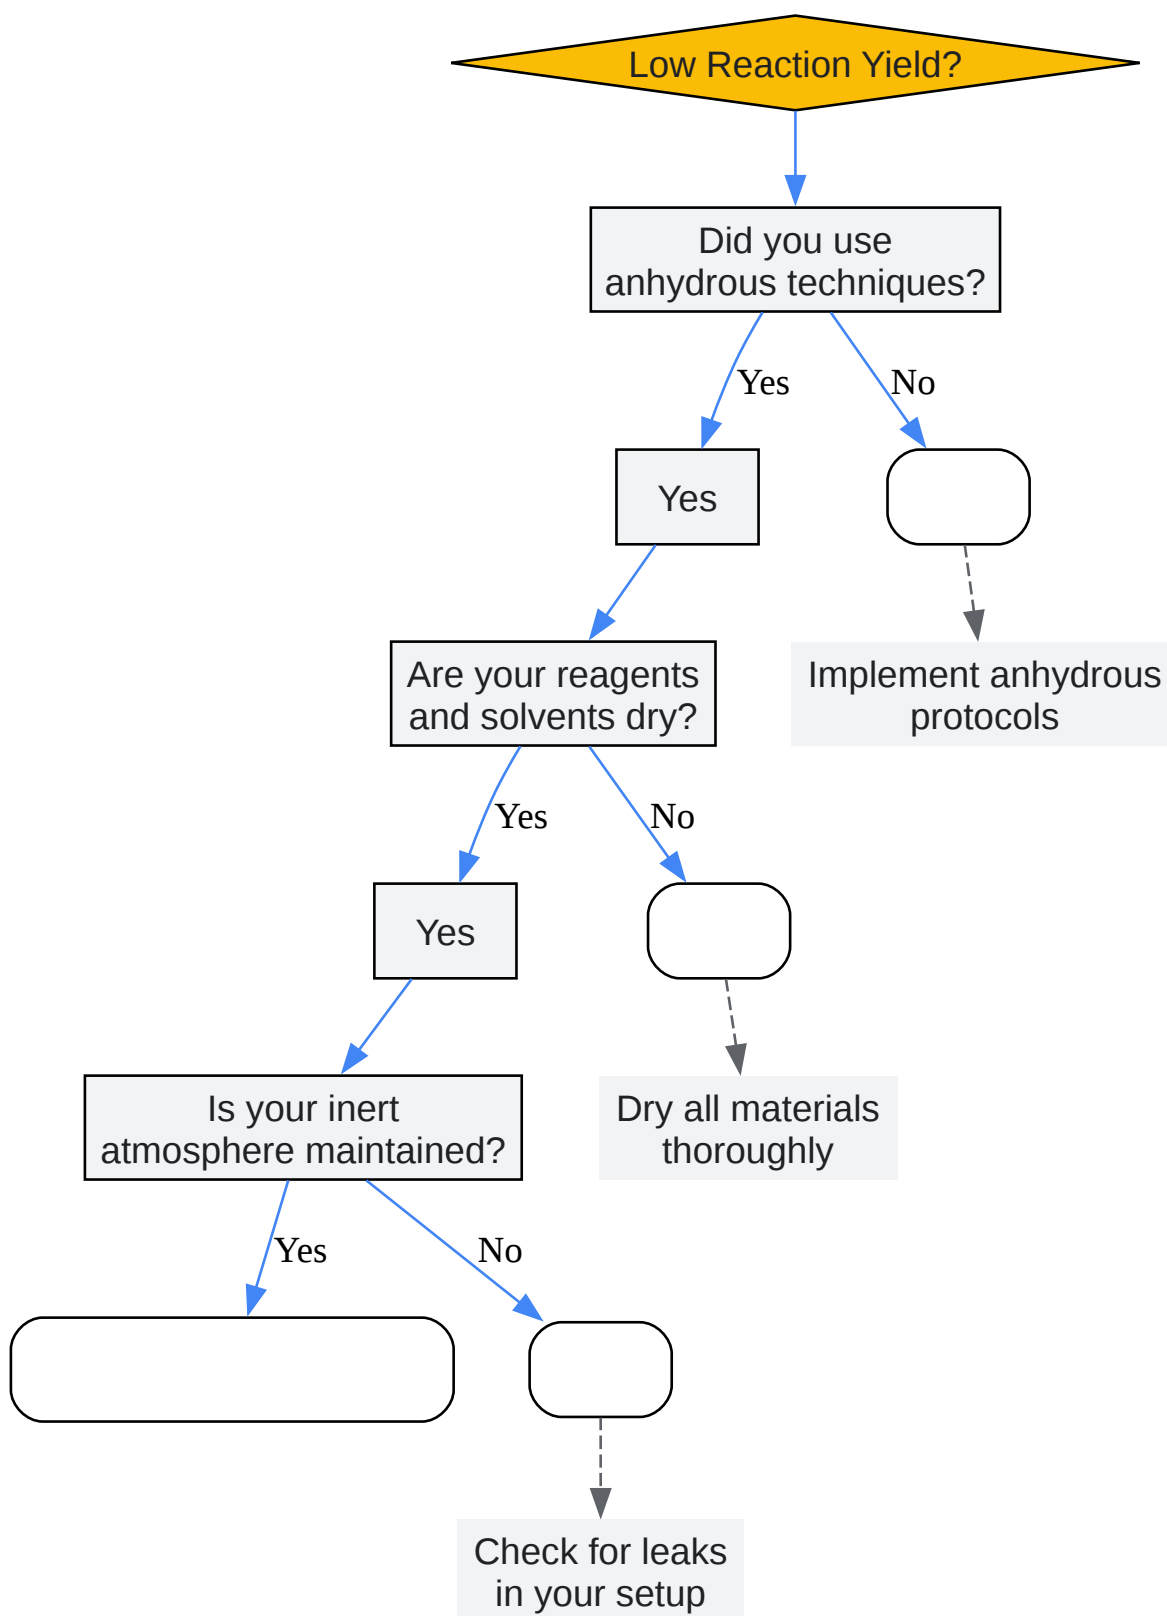 Low Reaction Yield?
Did you use
anhydrous techniques?
Yes
No
Yes
Are your reagents
and solvents dry?
Implement anhydrous
protocols
Yes
No
Yes
Is your inert
atmosphere maintained?
Dry all materials
thoroughly
Yes
No
Check for leaks
in your setup